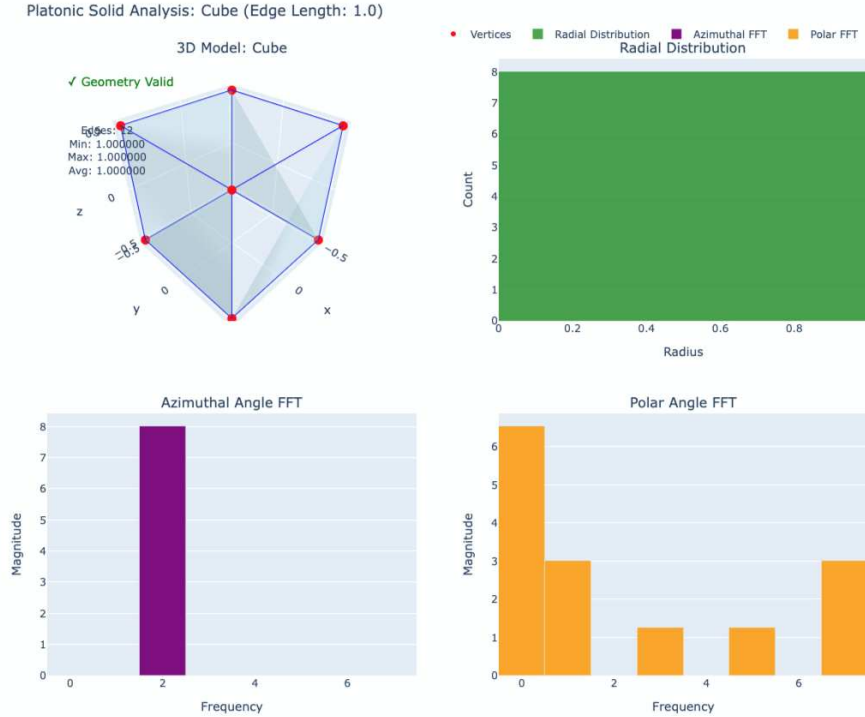 Platonic Solid Analysis: Cube (Edge Length: 1.0)
Vertices
Radial Distribution
Azimuthal FFT
Polar FFT
3D Model: Cube
✓ Geometry Valid
Edges: 12
Min: 1.000000
Max: 1.000000
Avg: 1.000000
0.5
0
−0.5
z
−0.5
0
y
−0.5
0
x
Radial Distribution
8
7
6
5
4
3
2
1
0
Count
0 0.2 0.4 0.6 0.8
Radius
Azimuthal Angle FFT
8
7
6
5
4
3
2
1
0
Magnitude
0 2 4 6
Frequency
Polar Angle FFT
6
5
4
3
2
1
0
Magnitude
0 2 4 6
Frequency